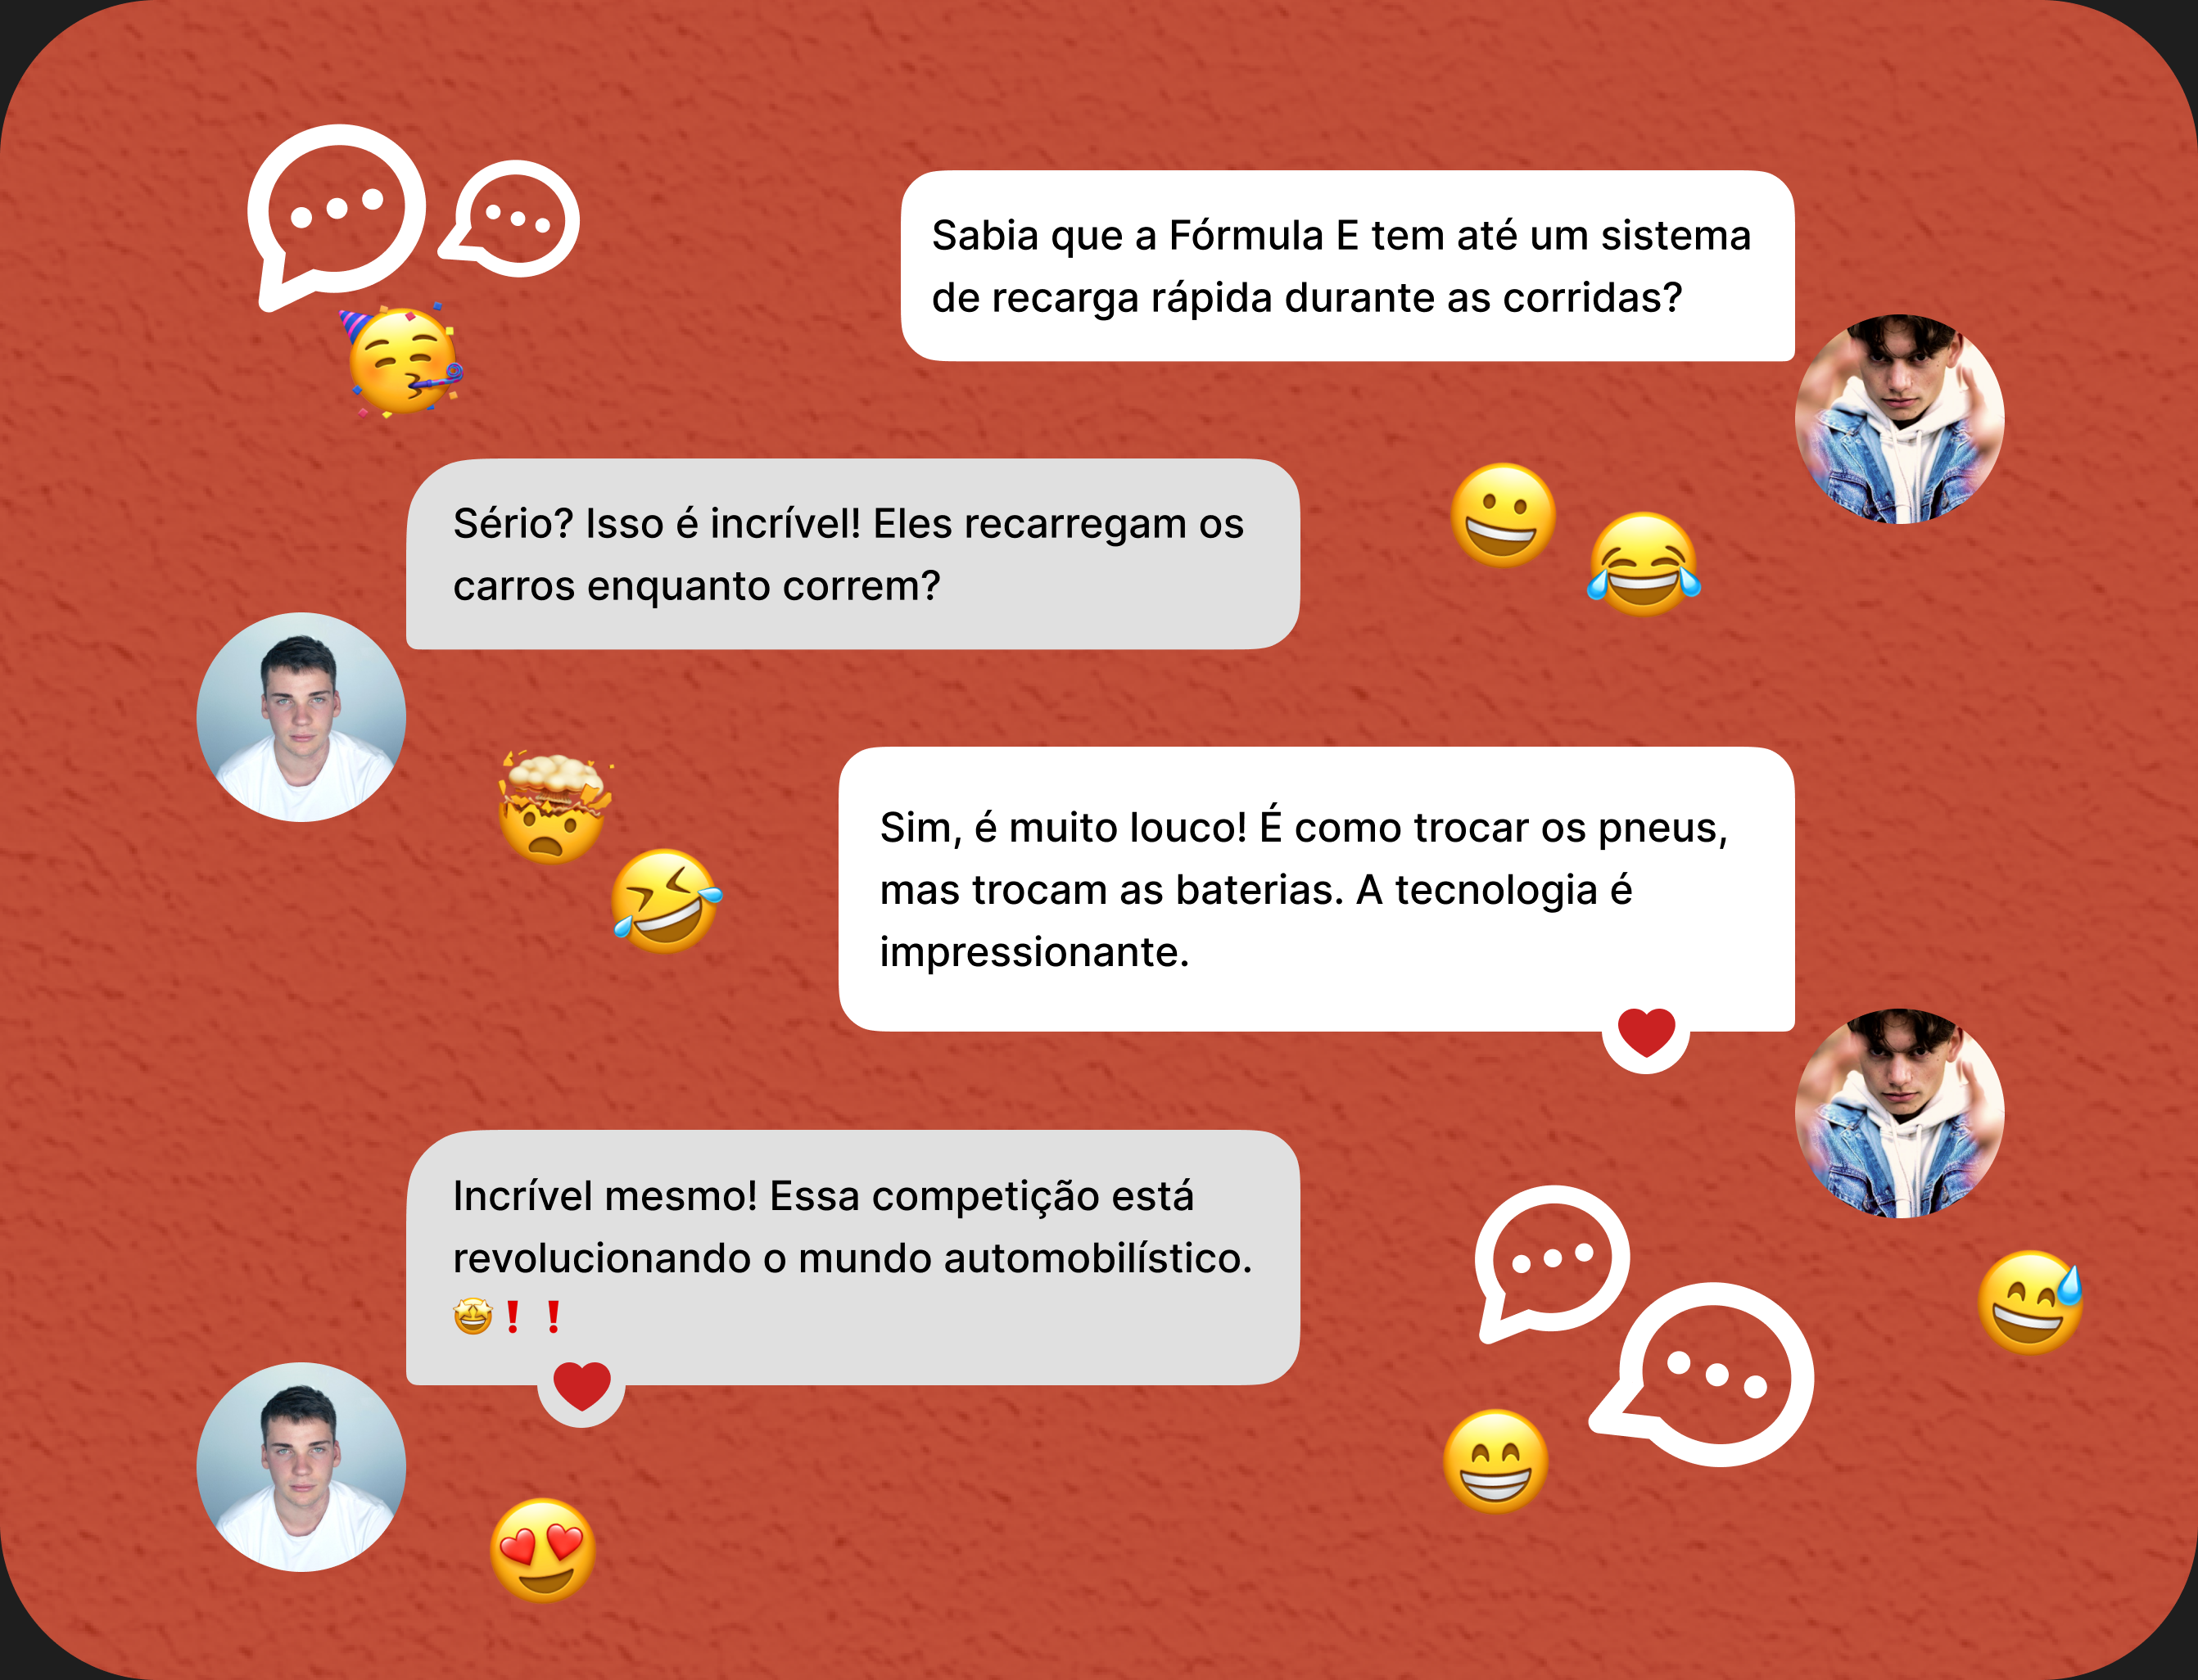 Sabia que a Fórmula E tem até um sistema
de recarga rápida durante as corridas?
Sério? Isso é incrível! Eles recarregam os
carros enquanto correm?
Sim, é muito louco! É como trocar os pneus,
mas trocam as baterias. A tecnologia é
impressionante.
Incrível mesmo! Essa competição está
revolucionando o mundo automobilístico.
🤩❗❗